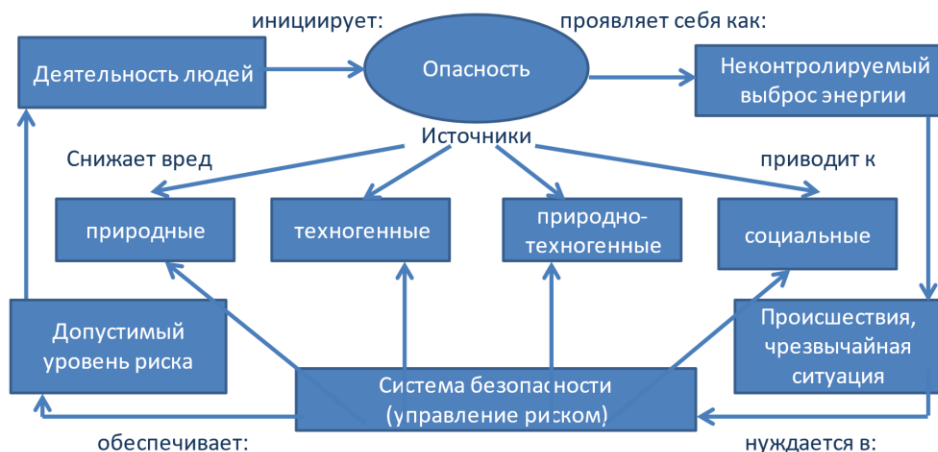 инициирует:
проявляет себя как:
Деятельность людей
Опасность
Неконтролируемый
выброс энергии
Источники
Снижает вред
приводит к
природные
техногенные
природно-
техногенные
социальные
Допустимый
уровень риска
Происшествия,
чрезвычайная
ситуация
Система безопасности
(управление риском)
обеспечивает:
нуждается в: